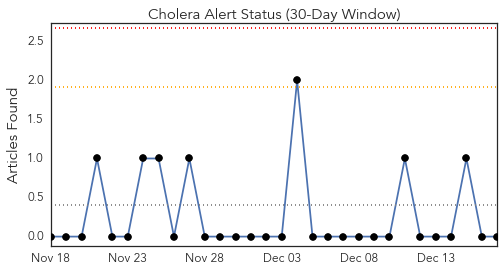 Cholera Alert Status (30-Day Window)
Articles Found
2.5
2.0
1.5
1.0
0.5
0.0
Nov 18 Nov 23 Nov 28 Dec 03 Dec 08 Dec 13